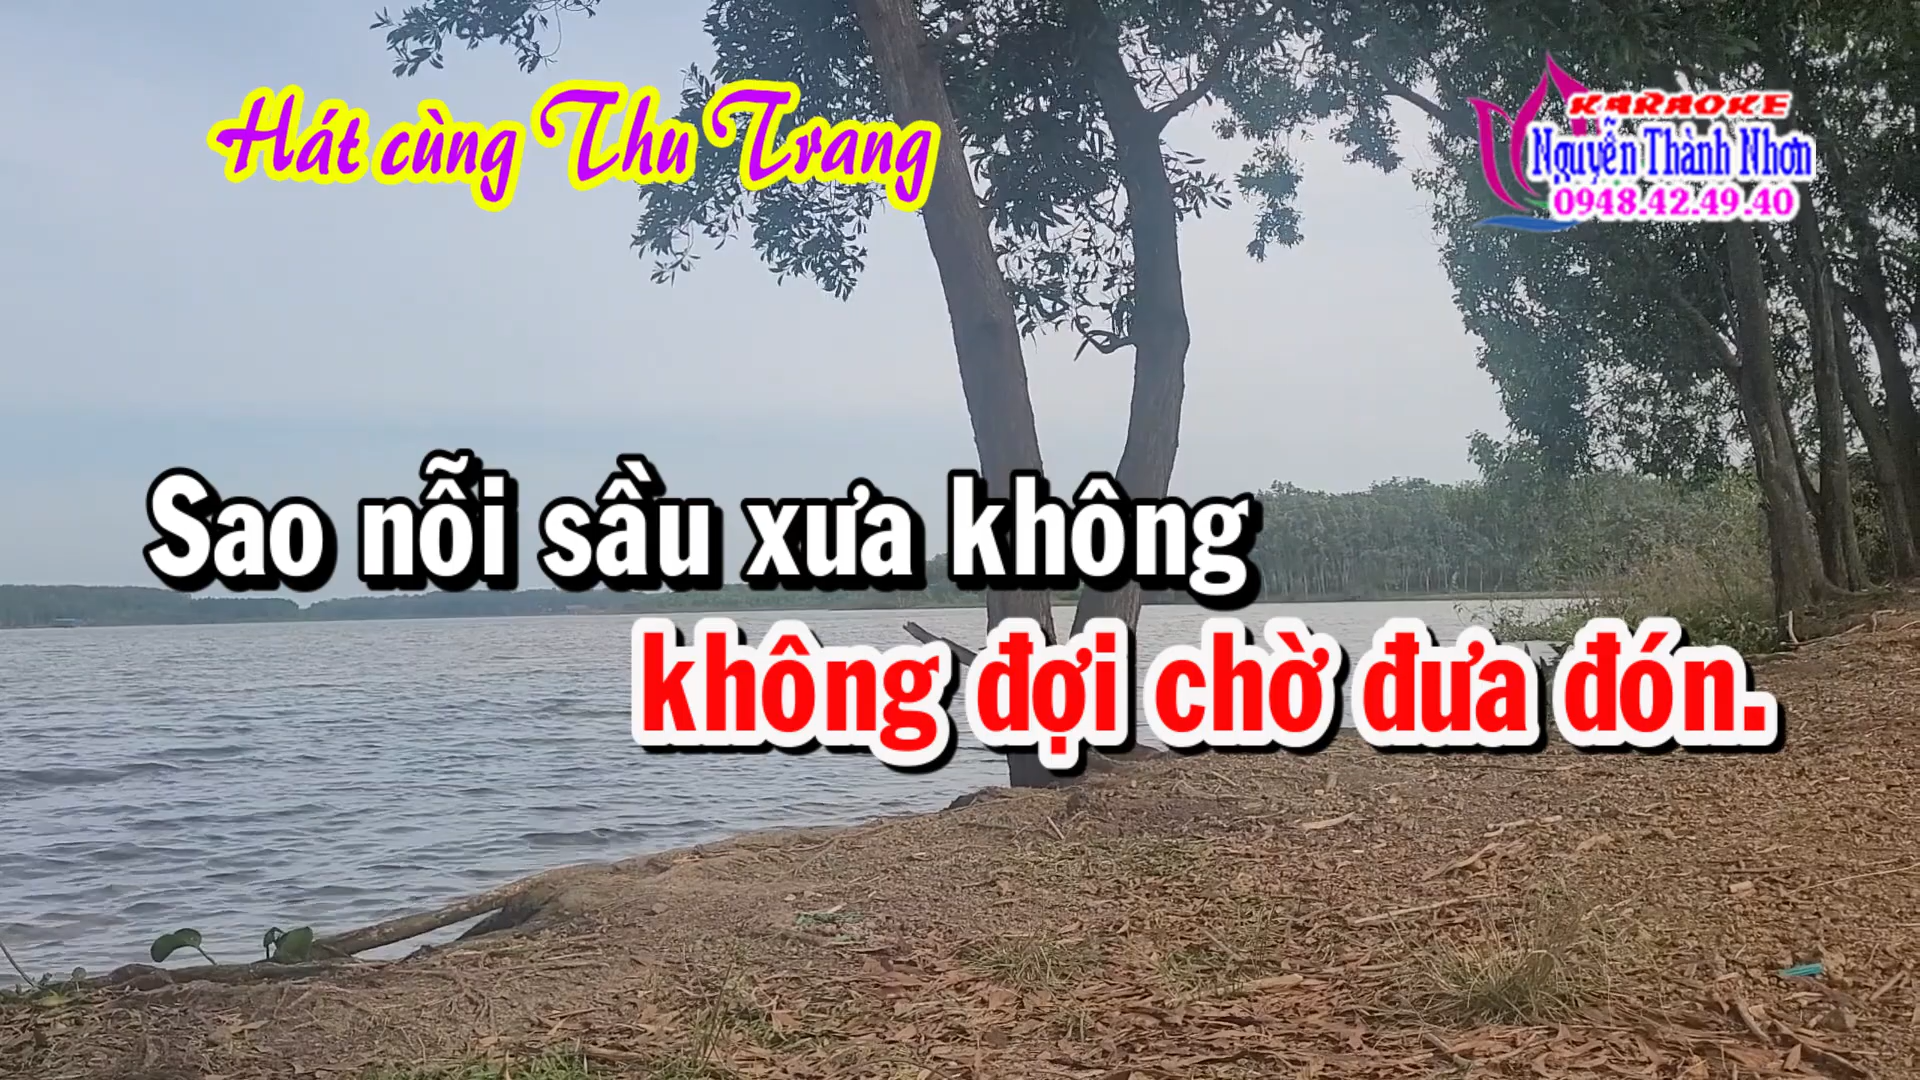 Hát cùng Thu Trang
KARAOKE
Nguyễn Thành Nhơn
0948.42.49.40
Sao nỗi sầu xưa không
không đợi chờ đưa đón.